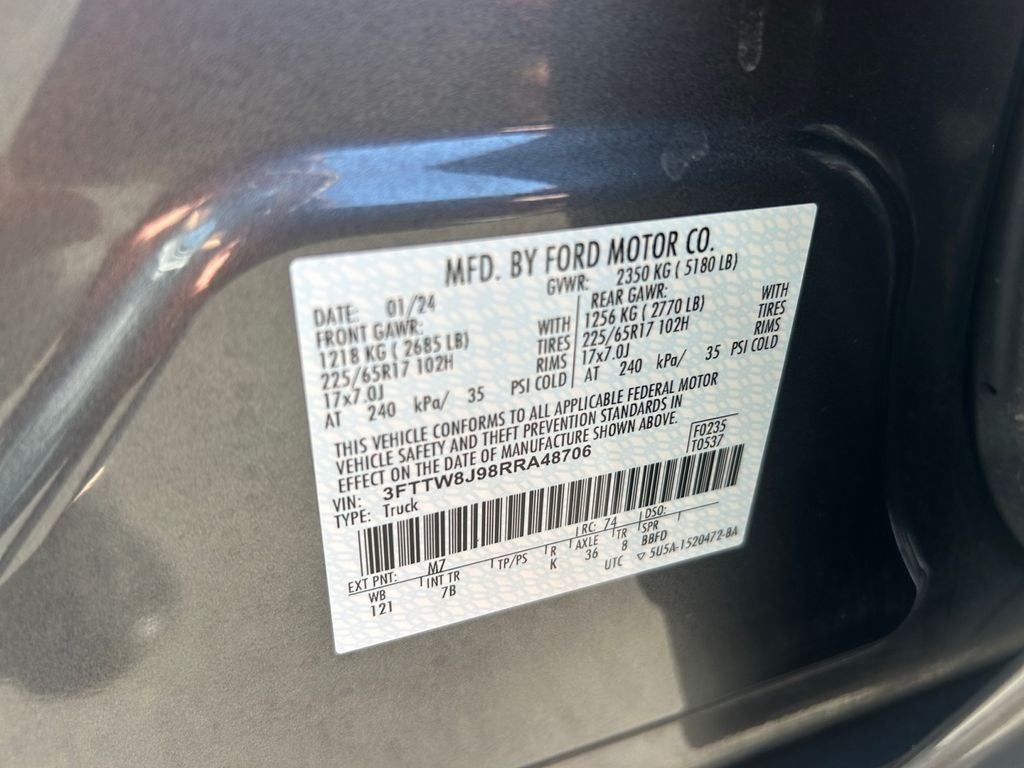 MFD. BY FORD MOTOR CO.
DATE: 01/24 GVWR: 2350 KG ( 5180 LB)
FRONT GAWR: REAR GAWR:
1218 KG ( 2685 LB) WITH 1256 KG ( 2770 LB) WITH
225/65R17 102H TIRES 225/65R17 102H TIRES
17x7.0J RIMS 17x7.0J RIMS
AT 240 kPa/ 35 PSI COLD AT 240 kPa/ 35 PSI COLD
THIS VEHICLE CONFORMS TO ALL APPLICABLE FEDERAL MOTOR
VEHICLE SAFETY AND THEFT PREVENTION STANDARDS IN
EFFECT ON THE DATE OF MANUFACTURE SHOWN ABOVE.
VIN: 3FTTW8J98RRA48706 F0235
TYPE: Truck T0537
EXT PNT: M7 RC: 74 DSO:
WB INT TR TP/PS R AXLE TR SPR
121 7B K 36 8 BBFD
UTC ▽ 5U5A-1520472-BA